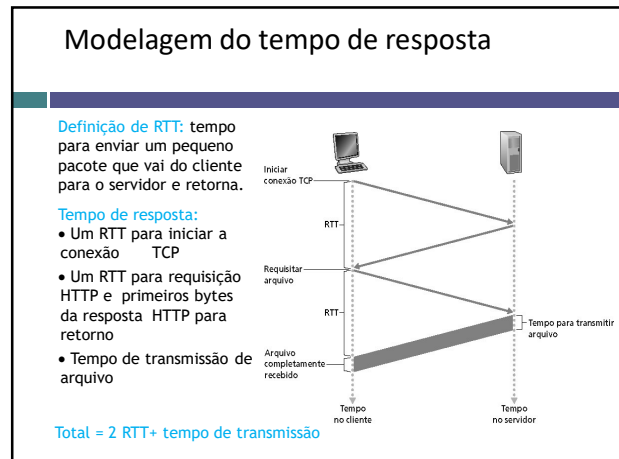 Modelagem do tempo de resposta
Definição de RTT: tempo
para enviar um pequeno
pacote que vai do cliente
para o servidor e retorna.
Tempo de resposta:
• Um RTT para iniciar a
conexão TCP
• Um RTT para requisição
HTTP e primeiros bytes
da resposta HTTP para
retorno
• Tempo de transmissão de
arquivo
Total = 2 RTT+ tempo de transmissão
Iniciar
conexão TCP
RTT
Requisitar
arquivo
RTT
Tempo para transmitir
arquivo
Arquivo
completamente
recebido
Tempo
no cliente
Tempo
no servidor